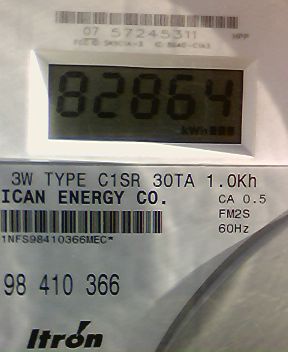 07 57245311
HPP
82864
kWh
3W TYPE C1SR 30TA 1.0Kh
ICAN ENERGY CO.
CA 0.5
FM2S
60Hz
1NFS98410366MEC*
98 410 366
Itron